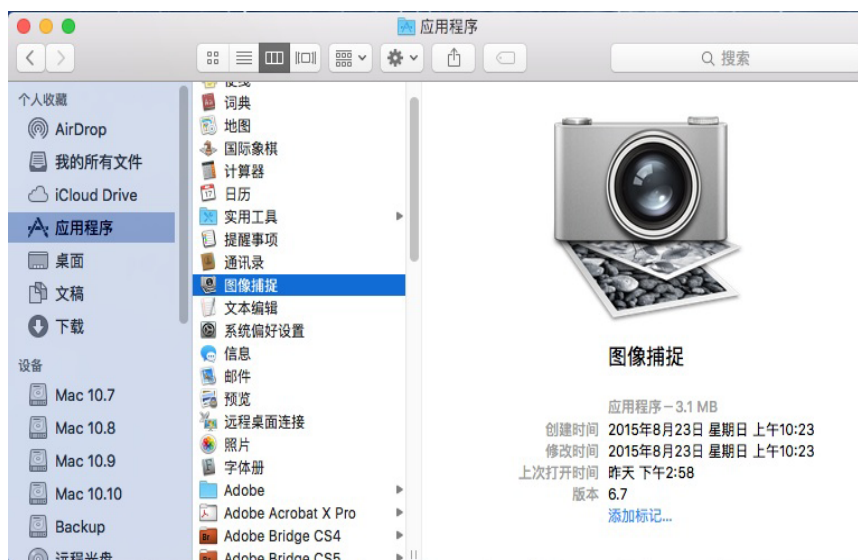 应用程序
搜索
个人收藏
AirDrop
我的所有文件
iCloud Drive
应用程序
桌面
文稿
下载
设备
Mac 10.7
Mac 10.8
Mac 10.9
Mac 10.10
Backup
远程光盘
便笺
词典
地图
国际象棋
计算器
日历
实用工具
提醒事项
通讯录
图像捕捉
文本编辑
系统偏好设置
信息
邮件
预览
远程桌面连接
照片
字体册
Adobe
Adobe Acrobat X Pro
Adobe Bridge CS4
Adobe Bridge CS5
图像捕捉
应用程序 – 3.1 MB
创建时间 2015年8月23日 星期日 上午10:23
修改时间 2015年8月23日 星期日 上午10:23
上次打开时间 昨天 下午2:58
版本 6.7
添加标记...